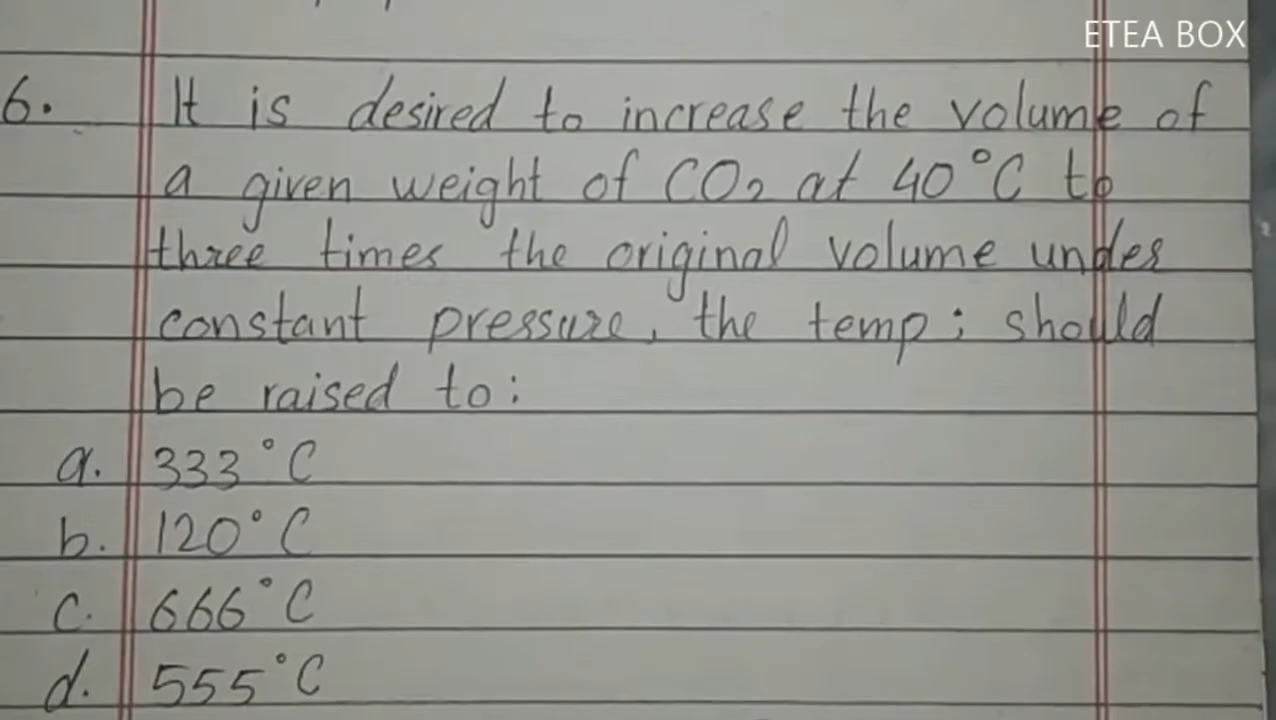 ETEA BOX
6. It is desired to increase the volume of
a given weight of CO₂ at 40°C to
three times the original volume under
constant pressure, the temp; should
be raised to:
a. 333°C
b. 120°C
c. 666°C
d. 555°C